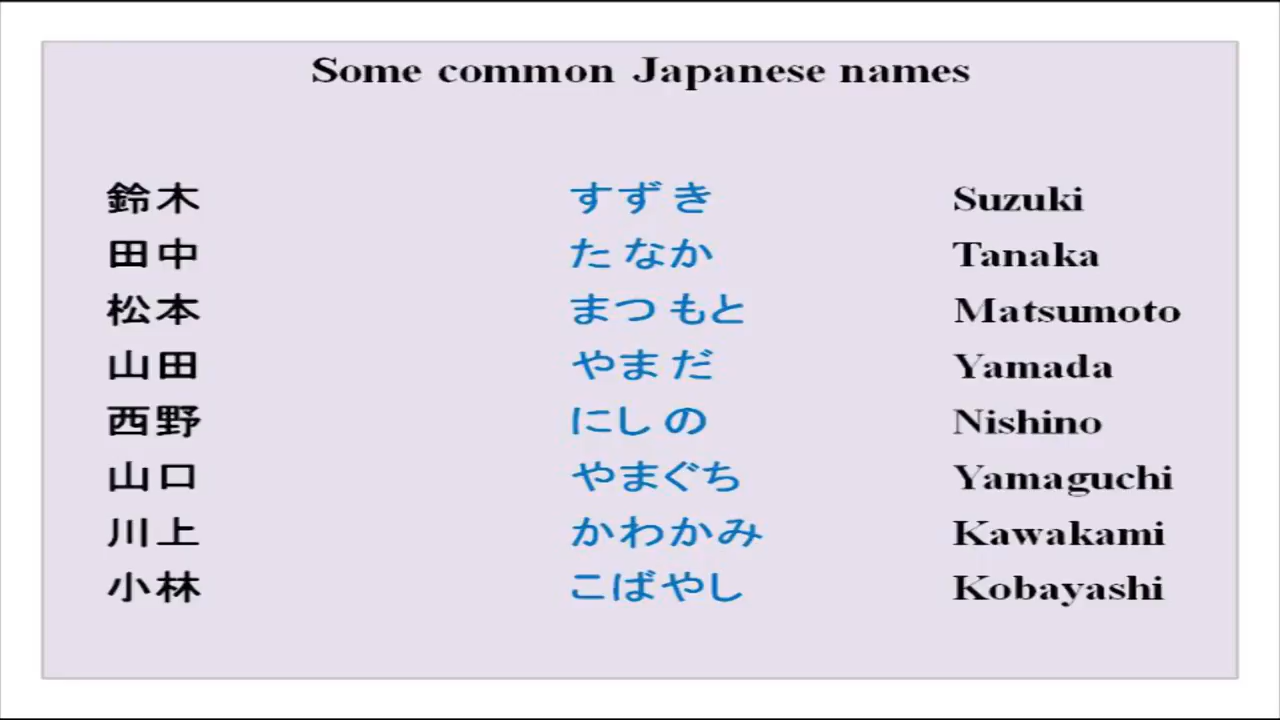 Some common Japanese names
鈴木 すず き Suzuki
田中 た なか Tanaka
松本 まつ もと Matsumoto
山田 やま だ Yamada
西野 にし の Nishino
山口 やまぐち Yamaguchi
川上 かわかみ Kawakami
小林 こばやし Kobayashi